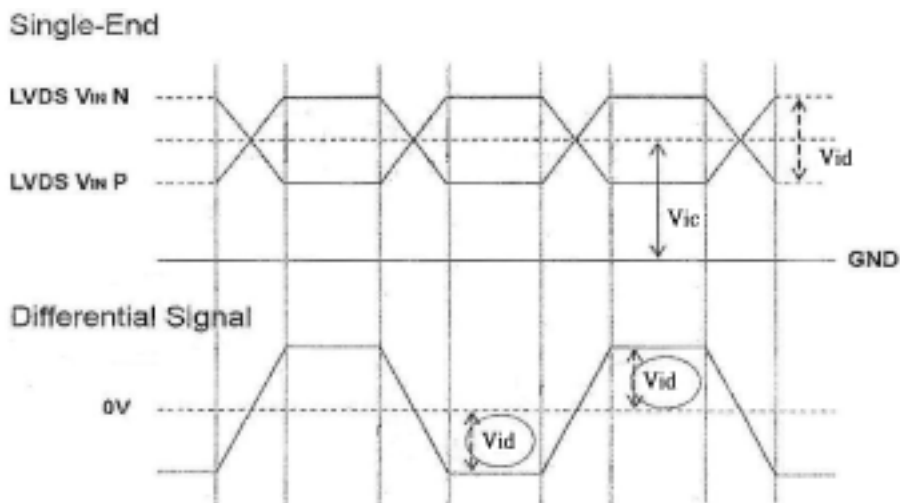 Single-End
LVDS VIN N
Vid
LVDS VIN P
Vic
GND
Differential Signal
Vid
0V
Vid